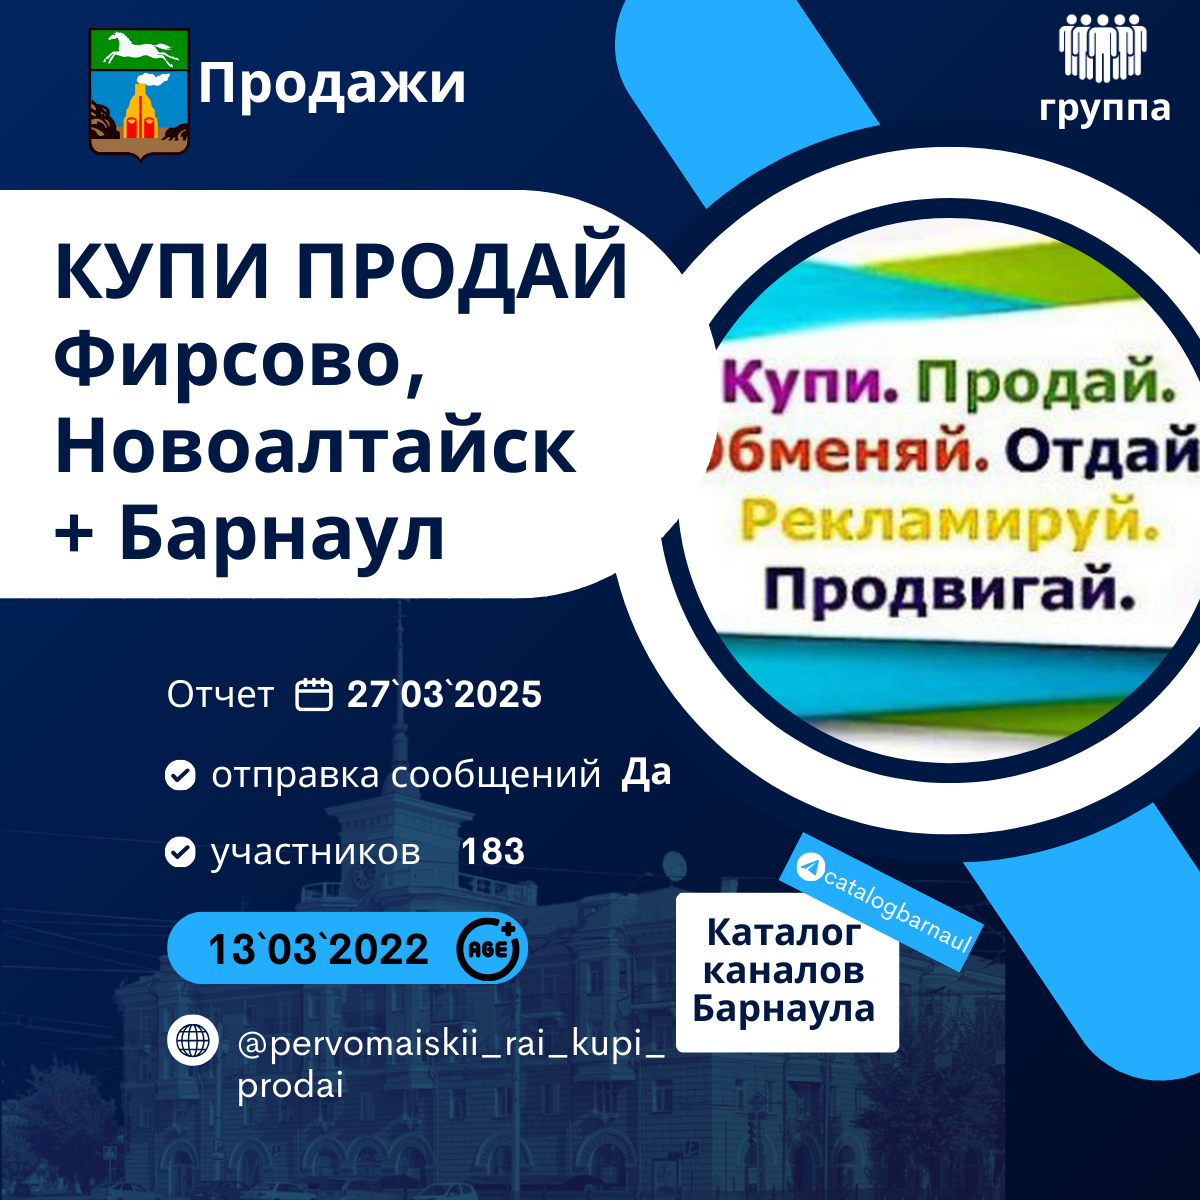 Продажи
группа
КУПИ ПРОДАЙ
Фирсово,
Новоалтайск
+ Барнаул
Купи. Продай.
Обменяй. Отдай
Рекламируй.
Продвигай.
Отчет 27`03`2025
отправка сообщений Да
участников 183
13`03`2022 AGE+
catalogbarnaul
Каталог
каналов
Барнаула
@pervomaiskii_rai_kupi_
prodai